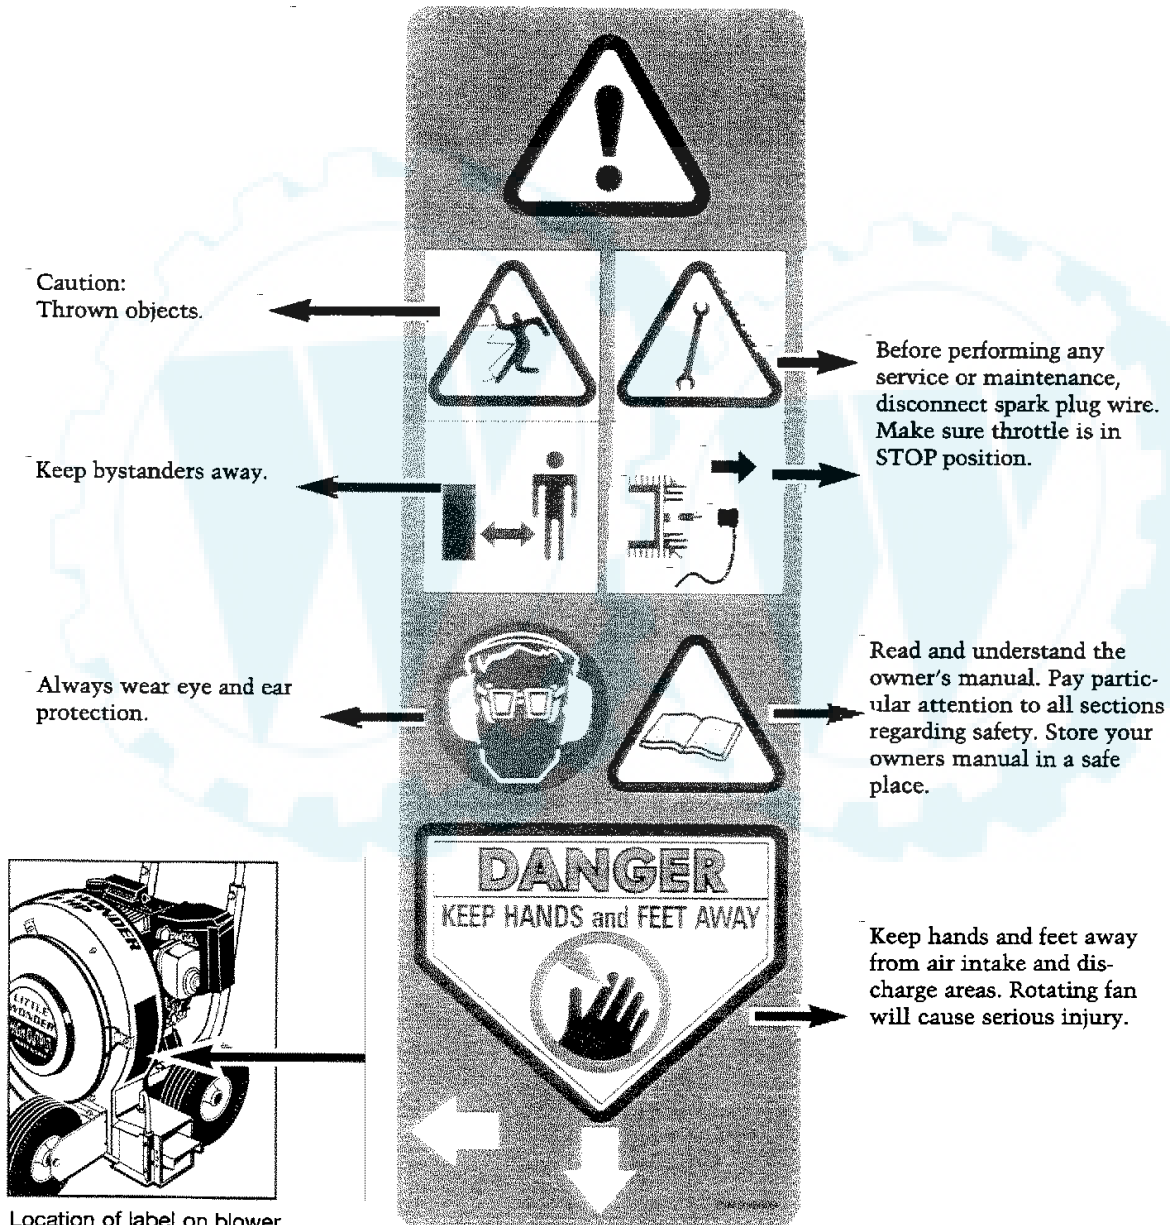 Caution:
Thrown objects.
Before performing any
service or maintenance,
disconnect spark plug wire.
Make sure throttle is in
STOP position.
Keep bystanders away.
Always wear eye and ear
protection.
Read and understand the
owner's manual. Pay partic-
ular attention to all sections
regarding safety. Store your
owners manual in a safe
place.
DANGER
KEEP HANDS and FEET AWAY
Keep hands and feet away
from air intake and dis-
charge areas. Rotating fan
will cause serious injury.
WONDER
LITTLE
WONDER
Location of label on blower